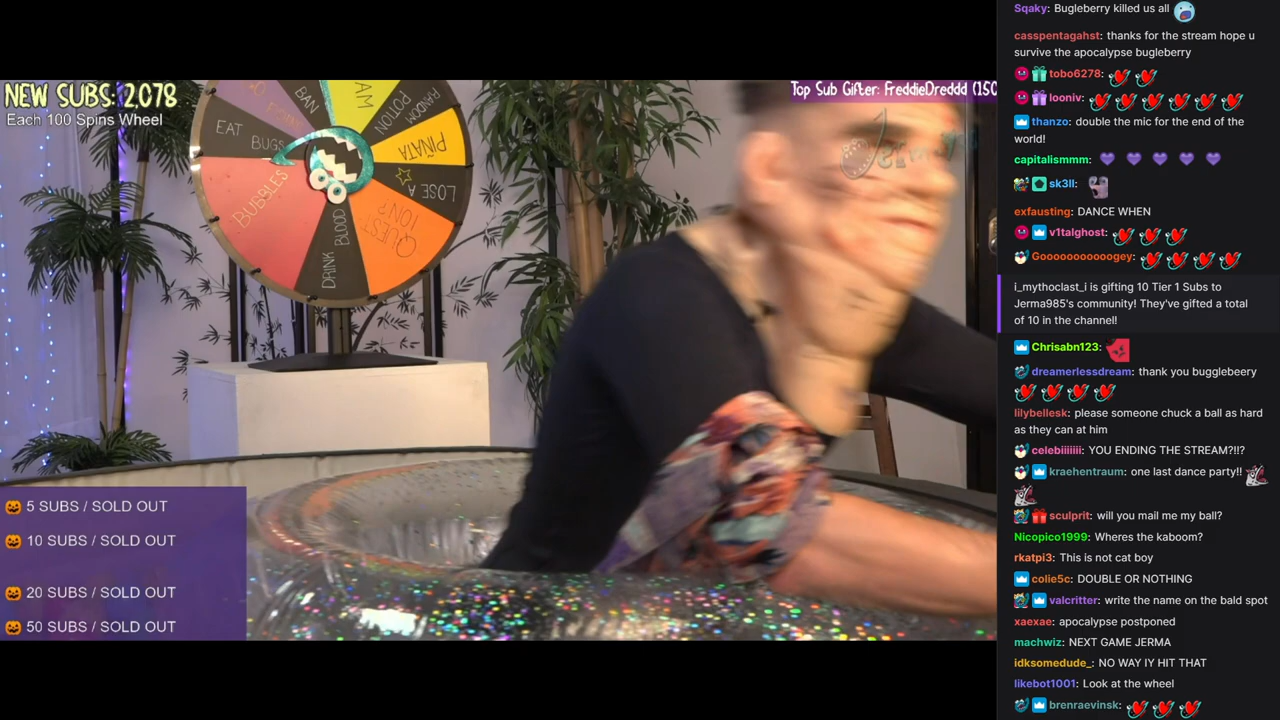 NEW SUBS: 2,078
Each 100 Spins Wheel
Top Sub Gifter: FreddieDreddd (150
BAN
RANDOM
POTION
PIÑATA
LOSE A
QUEST
ION?
DRINK BLOOD
BUBBLES
EAT
BUGS
5 SUBS / SOLD OUT
10 SUBS / SOLD OUT
20 SUBS / SOLD OUT
50 SUBS / SOLD OUT
Sqaky: Bugleberry killed us all
casspentagahst: thanks for the stream hope u
survive the apocalypse bugleberry
tobo6278:
looniv:
thanzo: double the mic for the end of the
world!
capitalismmm:
sk3ll:
exfausting: DANCE WHEN
v1talghost:
Goooooooooogey:
i_mythoclast_i is gifting 10 Tier 1 Subs to
Jerma985's community! They've gifted a total
of 10 in the channel!
Chrisabn123:
dreamerlessdream: thank you bugglebeery
lilybellesk: please someone chuck a ball as hard
as they can at him
celebiiiiiii: YOU ENDING THE STREAM?!!?
kraehentraum: one last dance party!!
sculprit: will you mail me my ball?
Nicopico1999: Wheres the kaboom?
rkatpi3: This is not cat boy
colie5c: DOUBLE OR NOTHING
valcritter: write the name on the bald spot
xaexae: apocalypse postponed
machwiz: NEXT GAME JERMA
idksomedude_: NO WAY IY HIT THAT
likebot1001: Look at the wheel
brenraevinsk: